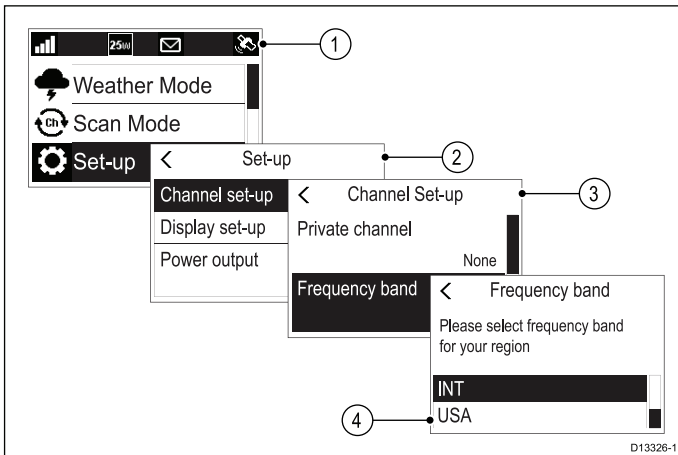 25W
1
Weather Mode
Ch
Scan Mode
Set-up
< Set-up
2
Channel set-up
Display set-up
Power output
< Channel Set-up
3
Private channel
None
Frequency band
< Frequency band
Please select frequency band
for your region
INT
USA
4
D13326-1